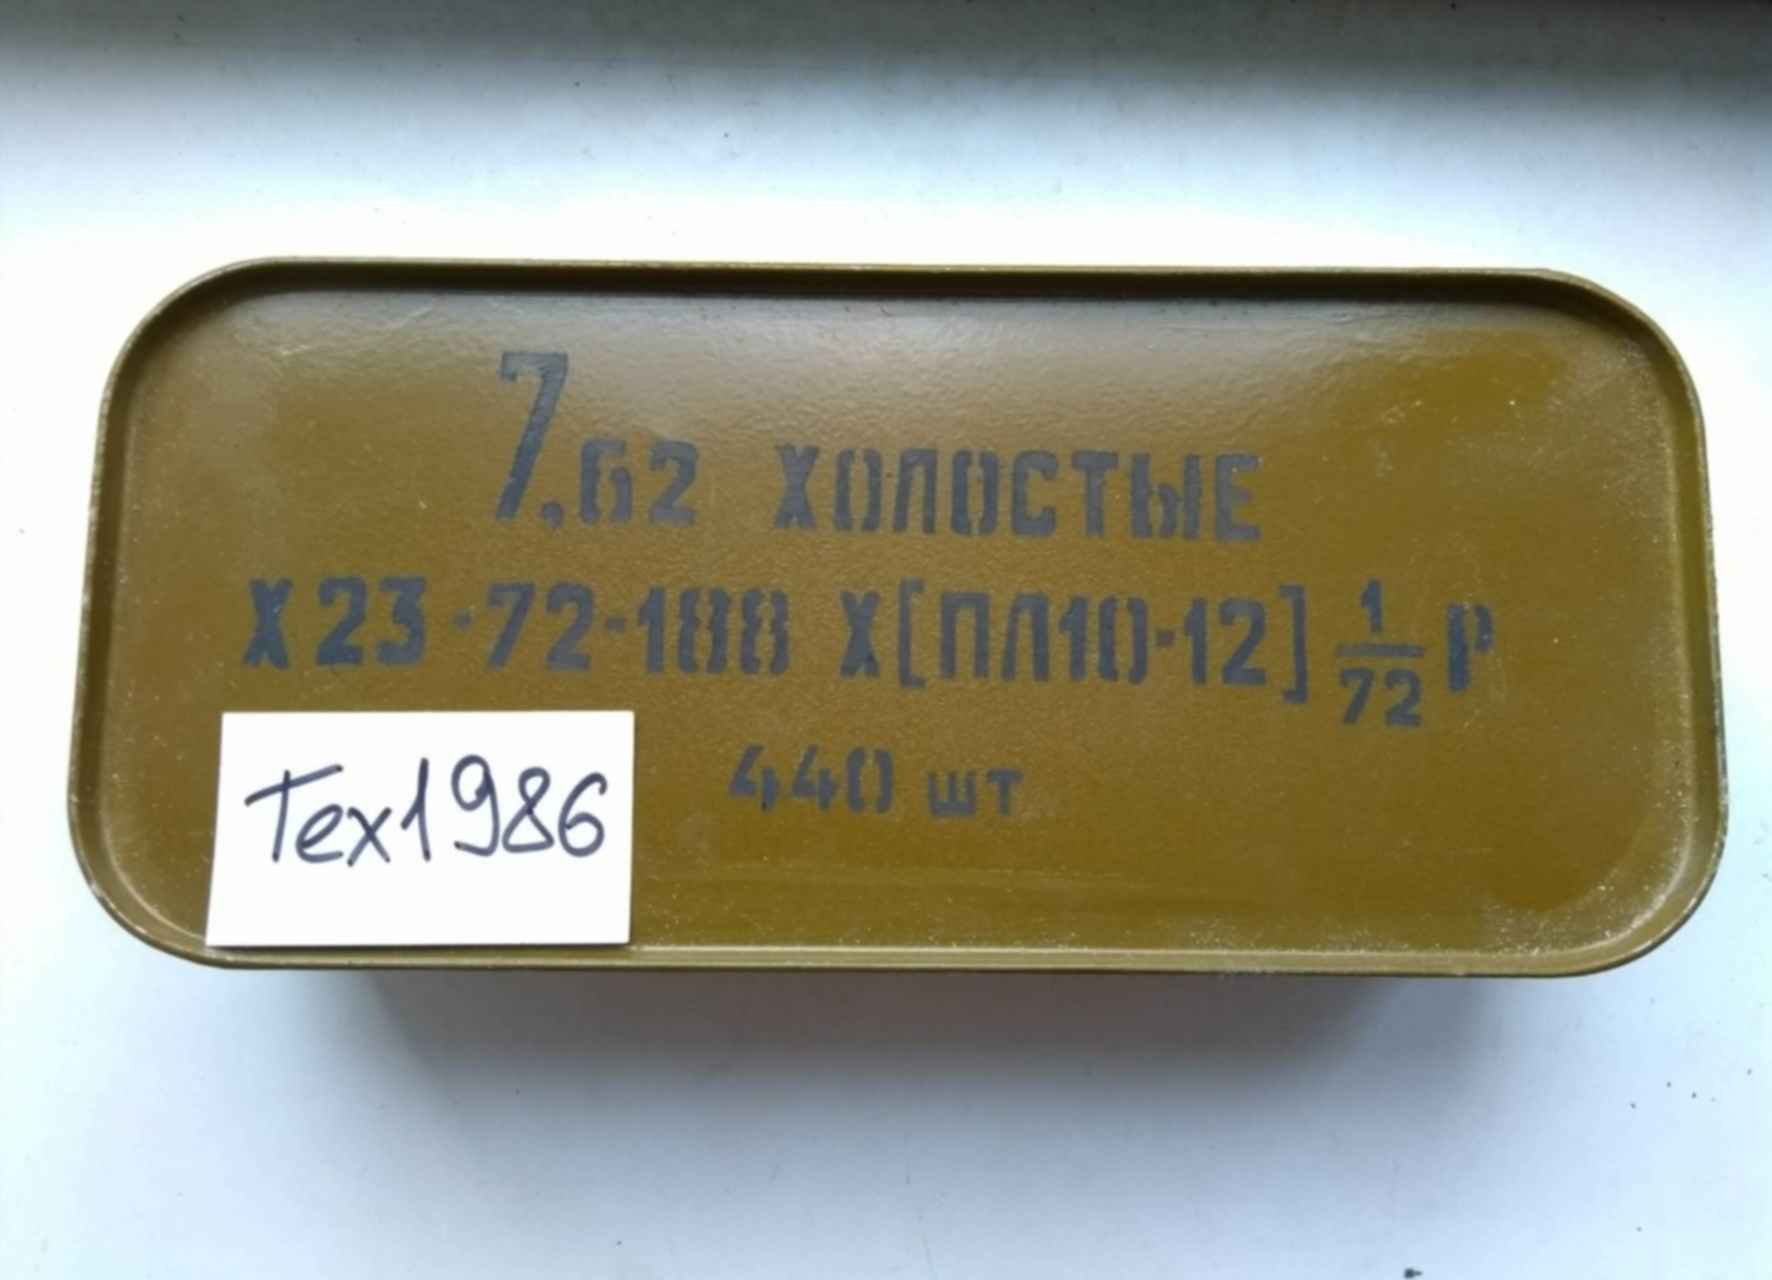 7,62 ХОЛОСТЫЕ
Х23-72-188 Х[ПЛ10-12] 1/72 Р
440 шт
Tex1986